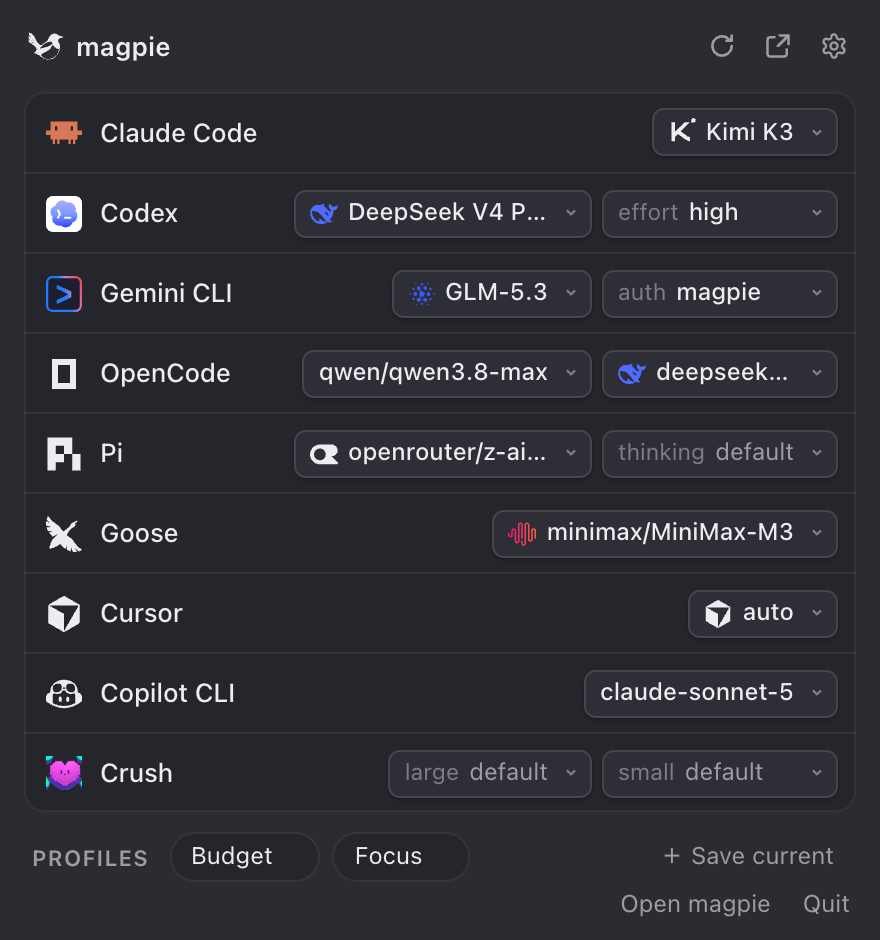 magpie
Claude Code Kimi K3
Codex DeepSeek V4 P... effort high
Gemini CLI GLM-5.3 auth magpie
OpenCode qwen/qwen3.8-max deepseek...
Pi openrouter/z-ai... thinking default
Goose minimax/MiniMax-M3
Cursor auto
Copilot CLI claude-sonnet-5
Crush large default small default
PROFILES Budget Focus + Save current
Open magpie Quit